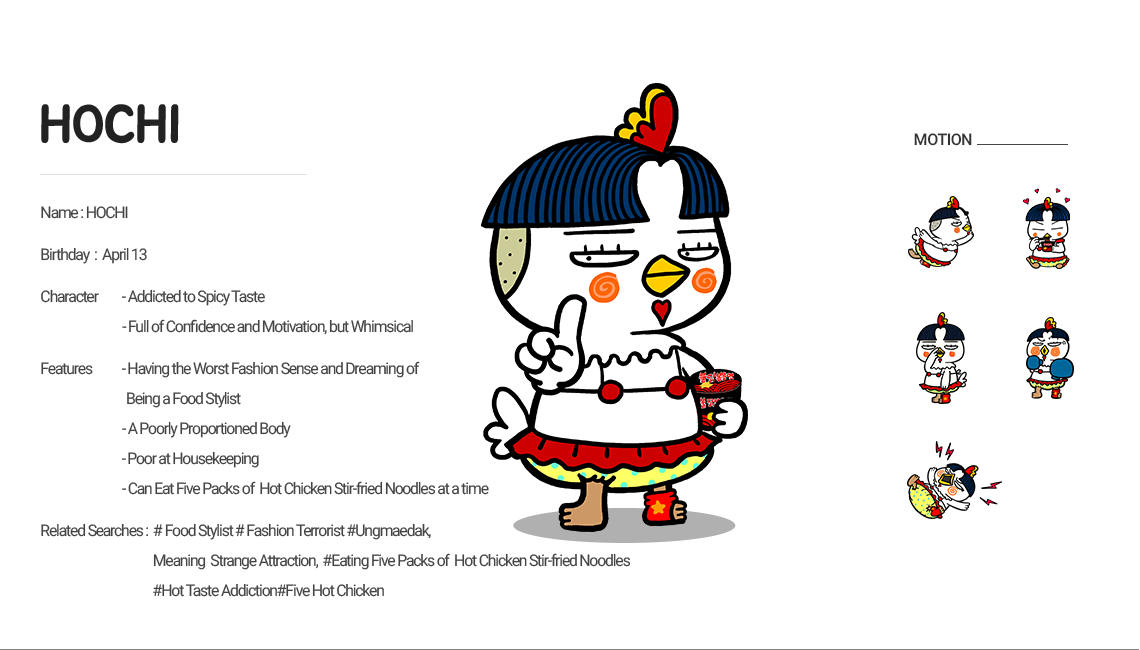 HOCHI
Name : HOCHI
Birthday : April 13
Character - Addicted to Spicy Taste
- Full of Confidence and Motivation, but Whimsical
Features - Having the Worst Fashion Sense and Dreaming of
Being a Food Stylist
- A Poorly Proportioned Body
- Poor at Housekeeping
- Can Eat Five Packs of Hot Chicken Stir-fried Noodles at a time
Related Searches : # Food Stylist # Fashion Terrorist #Ungmaedak,
Meaning Strange Attraction, #Eating Five Packs of Hot Chicken Stir-fried Noodles
#Hot Taste Addiction#Five Hot Chicken
MOTION